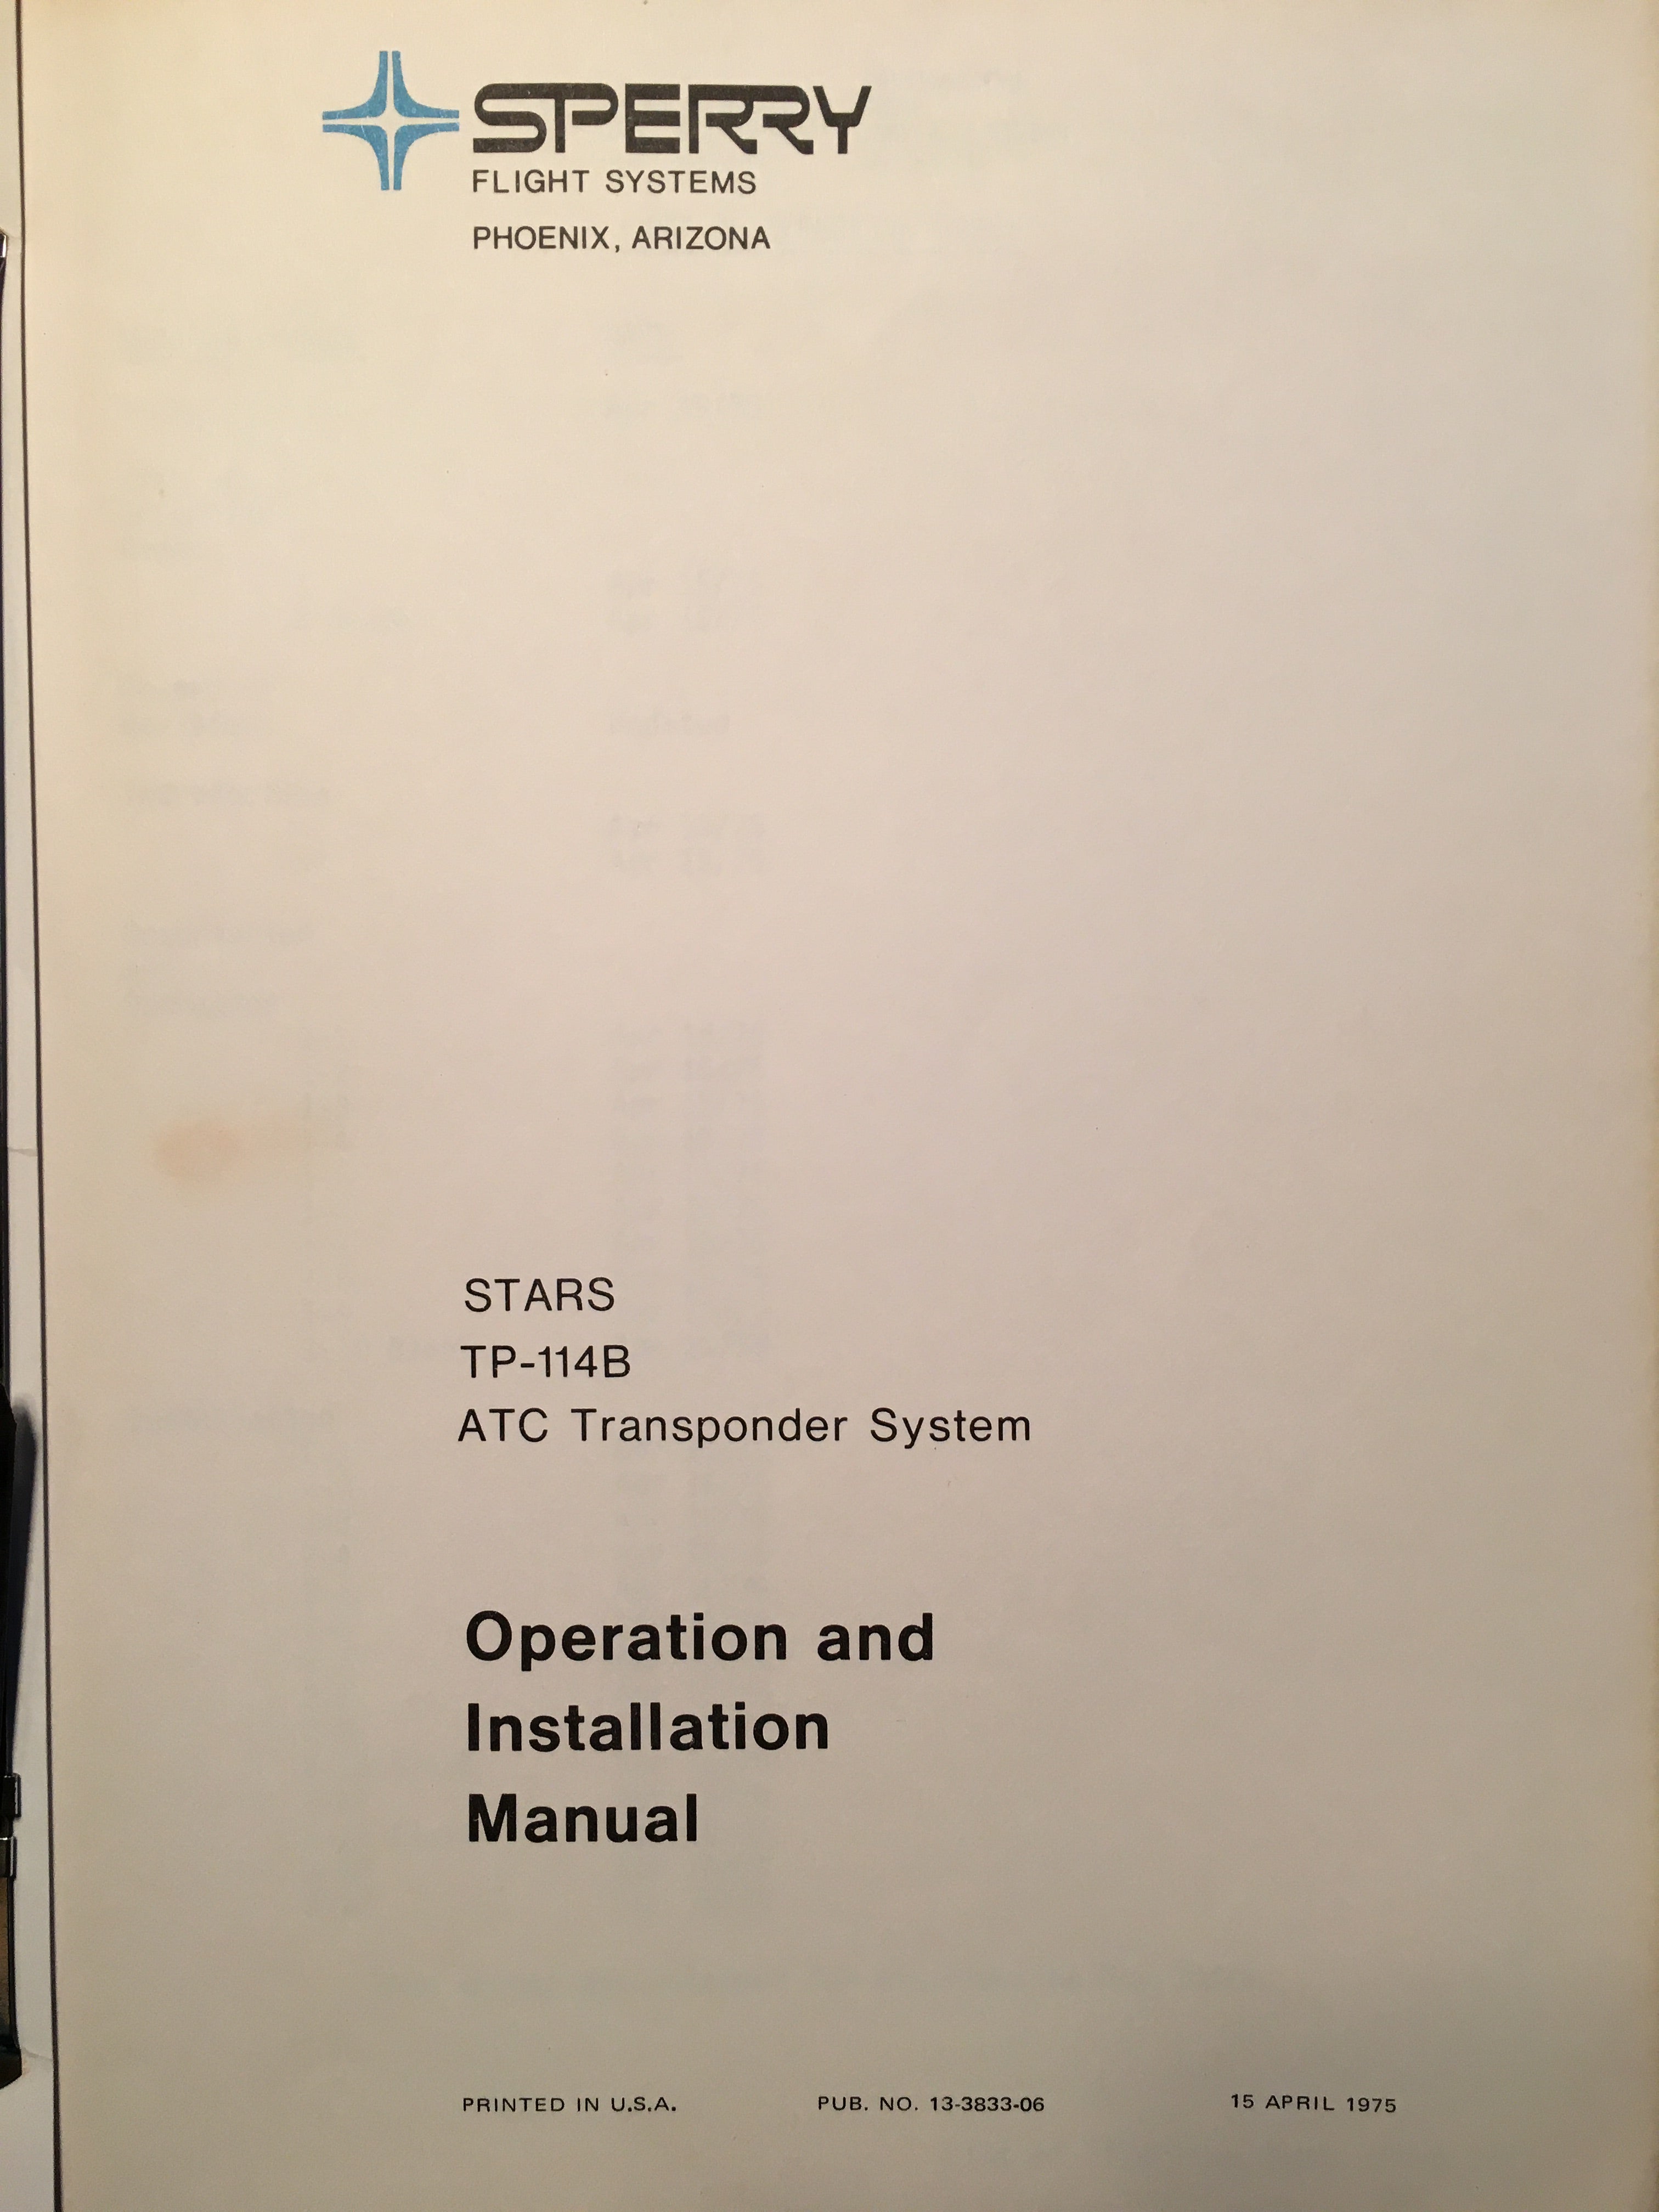 SPERRY
FLIGHT SYSTEMS
PHOENIX, ARIZONA
STARS
TP-114B
ATC Transponder System
Operation and
Installation
Manual
PRINTED IN U.S.A. PUB. NO. 13-3833-06 15 APRIL 1975